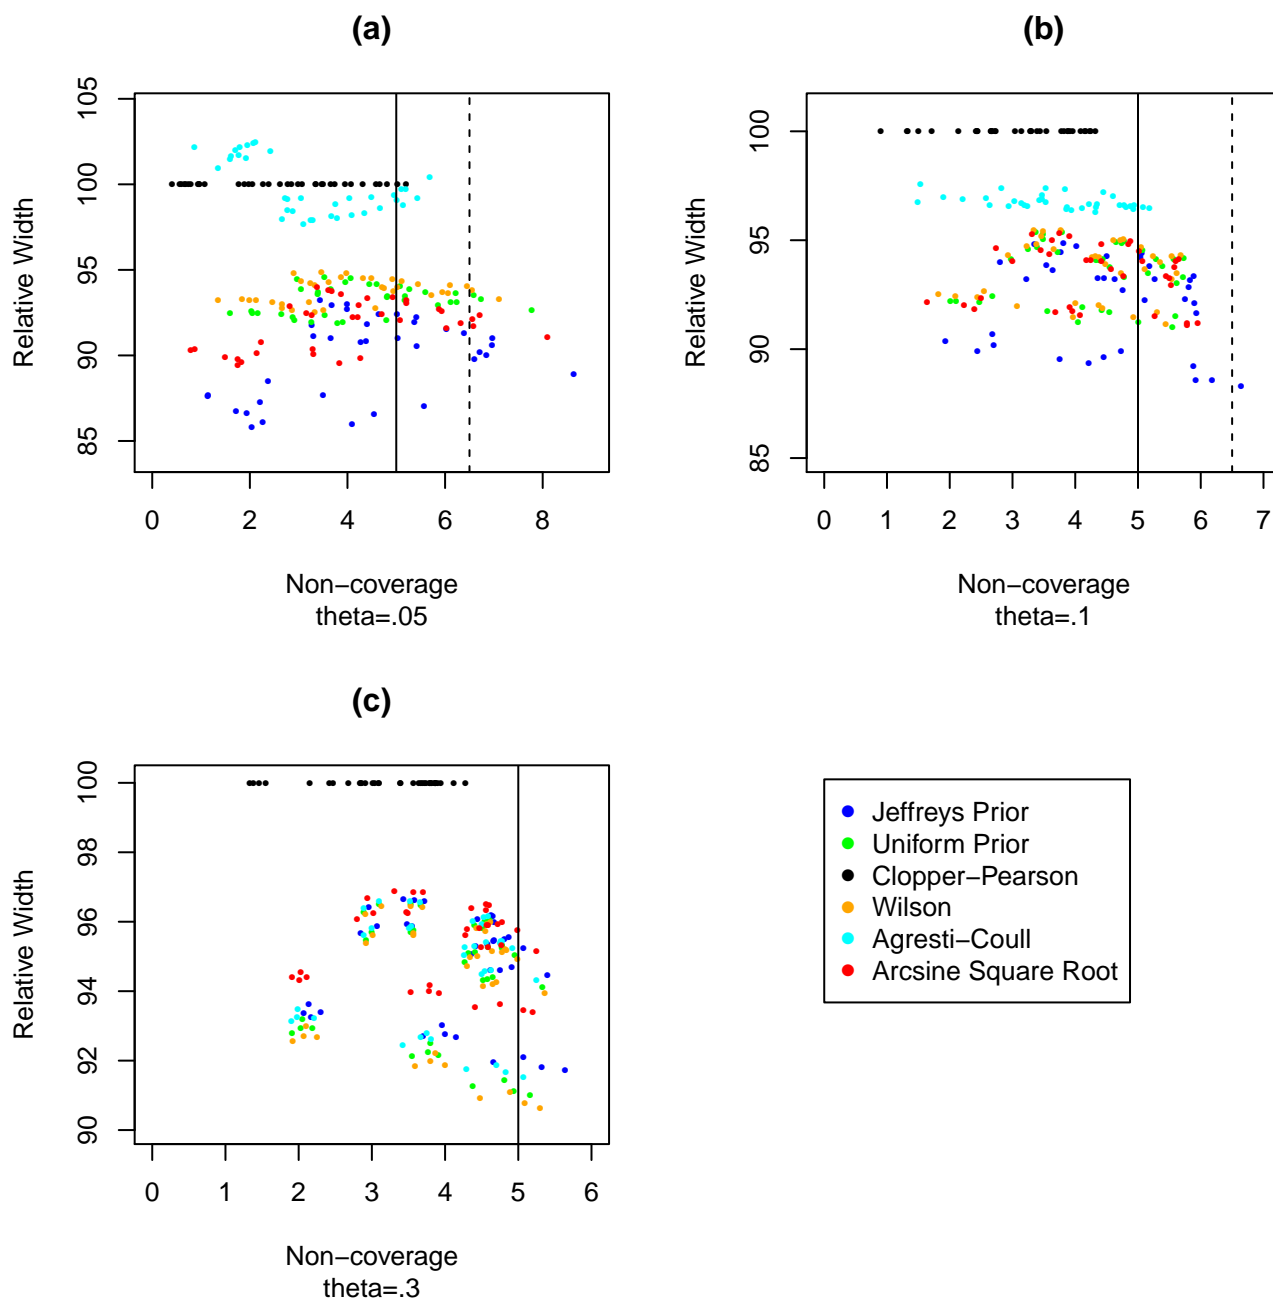 (a)
105
100
95
90
85
Relative Width
0 2 4 6 8
Non−coverage
theta=.05
(b)
100
95
90
85
Relative Width
0 1 2 3 4 5 6 7
Non−coverage
theta=.1
(c)
100
98
96
94
92
90
Relative Width
0 1 2 3 4 5 6
Non−coverage
theta=.3
Jeffreys Prior
Uniform Prior
Clopper−Pearson
Wilson
Agresti−Coull
Arcsine Square Root